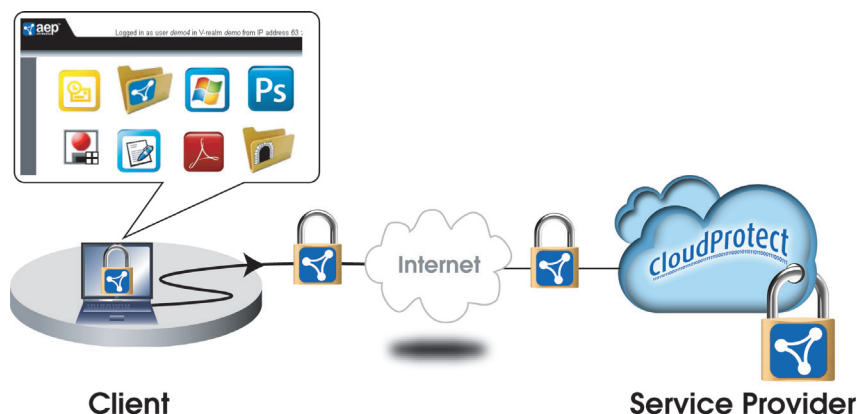 aep
Logged in as user demo4 in V-realm demo from IP address 63
Ps
Internet
cloudProtect
Client
Service Provider